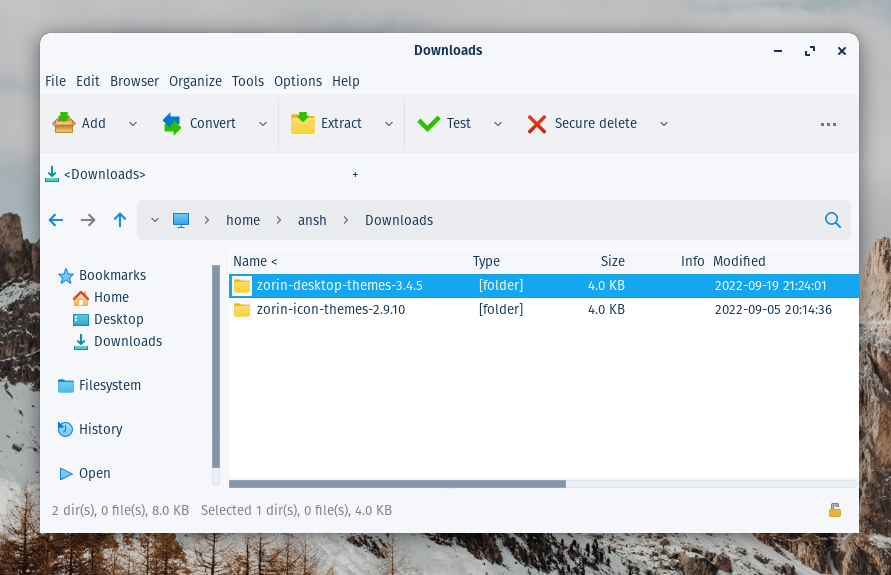 Downloads
File Edit Browser Organize Tools Options Help
Add Convert Extract Test Secure delete ...
<Downloads> +
home > ansh > Downloads
Name < Type Size Info Modified
Bookmarks
Home
Desktop
Downloads
Filesystem
History
Open
zorin-desktop-themes-3.4.5 [folder] 4.0 KB 2022-09-19 21:24:01
zorin-icon-themes-2.9.10 [folder] 4.0 KB 2022-09-05 20:14:36
2 dir(s), 0 file(s), 8.0 KB Selected 1 dir(s), 0 file(s), 4.0 KB